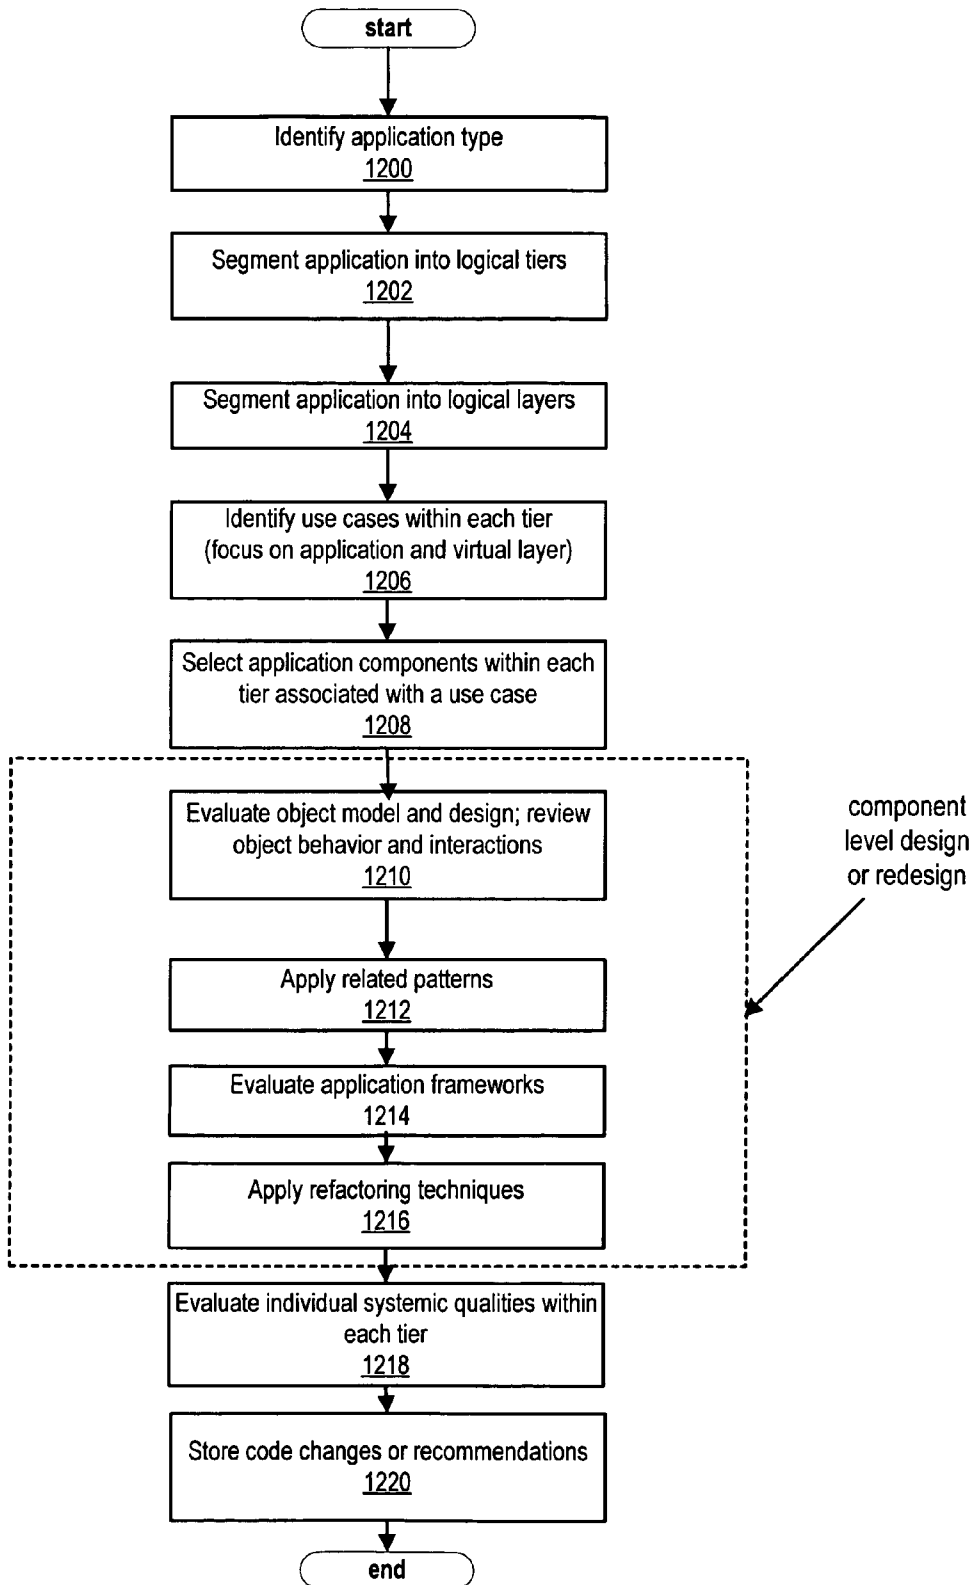 start
Identify application type
1200
Segment application into logical tiers
1202
Segment application into logical layers
1204
Identify use cases within each tier
(focus on application and virtual layer)
1206
Select application components within each
tier associated with a use case
1208
Evaluate object model and design; review
object behavior and interactions
1210
component
level design
or redesign
Apply related patterns
1212
Evaluate application frameworks
1214
Apply refactoring techniques
1216
Evaluate individual systemic qualities within
each tier
1218
Store code changes or recommendations
1220
end